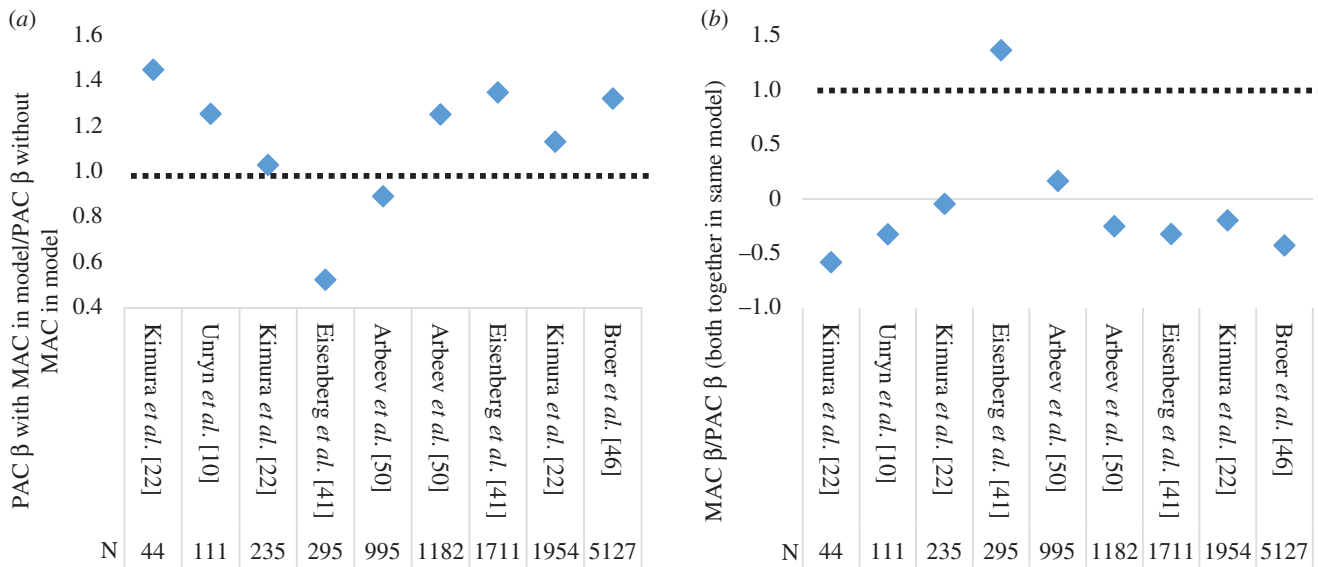 (a)
PAC β with MAC in model/PAC β without
MAC in model
1.6
1.4
1.2
1.0
0.8
0.6
0.4
Kimura et al. [22]
Unryn et al. [10]
Kimura et al. [22]
Eisenberg et al. [41]
Arbeev et al. [50]
Arbeev et al. [50]
Eisenberg et al. [41]
Kimura et al. [22]
Broer et al. [46]
N 44 111 235 295 995 1182 1711 1954 5127
(b)
MAC β/PAC β (both together in same model)
1.5
1.0
0.5
0
–0.5
–1.0
Kimura et al. [22]
Unryn et al. [10]
Kimura et al. [22]
Eisenberg et al. [41]
Arbeev et al. [50]
Arbeev et al. [50]
Eisenberg et al. [41]
Kimura et al. [22]
Broer et al. [46]
N 44 111 235 295 995 1182 1711 1954 5127